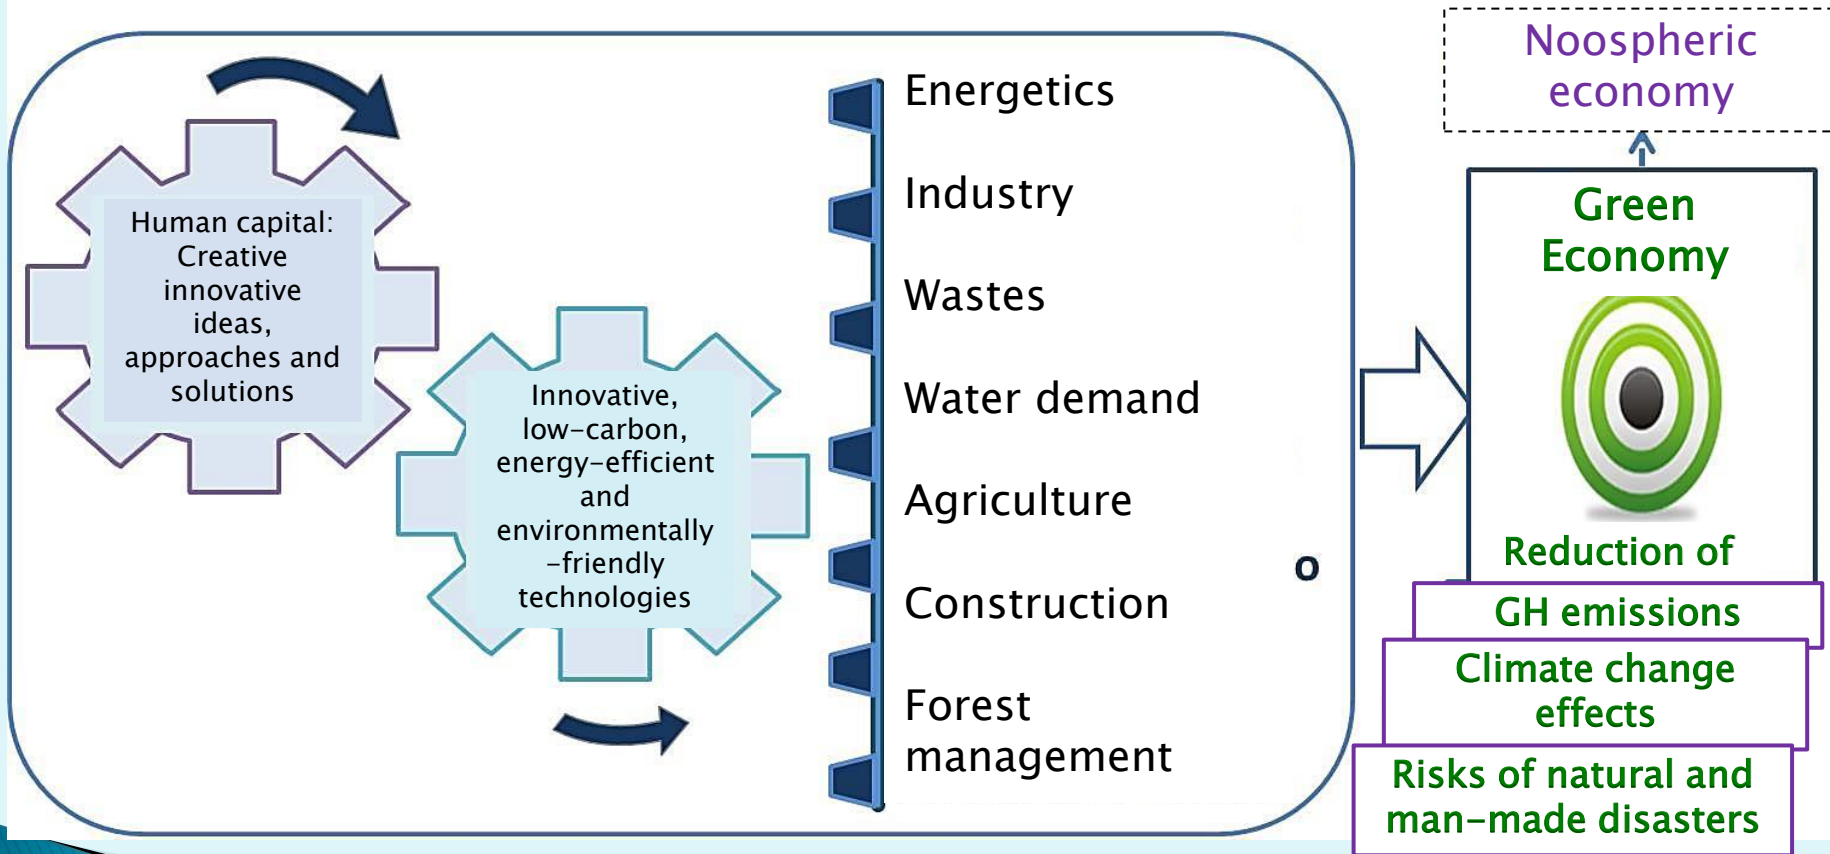 Human capital:
Creative
innovative
ideas,
approaches and
solutions
Innovative,
low-carbon,
energy-efficient
and
environmentally
-friendly
technologies
Energetics
Industry
Wastes
Water demand
Agriculture
Construction
Forest
management
o
Noospheric
economy
Green
Economy
Reduction of
GH emissions
Climate change
effects
Risks of natural and
man-made disasters